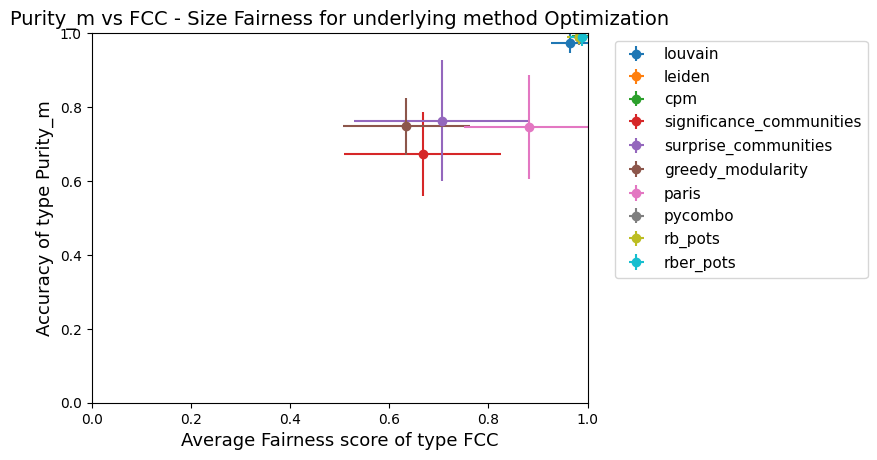 Purity_m vs FCC - Size Fairness for underlying method Optimization
1.0
0.8
0.6
0.4
0.2
0.0
Accuracy of type Purity_m
0.0 0.2 0.4 0.6 0.8 1.0
Average Fairness score of type FCC
louvain
leiden
cpm
significance_communities
surprise_communities
greedy_modularity
paris
pycombo
rb_pots
rber_pots